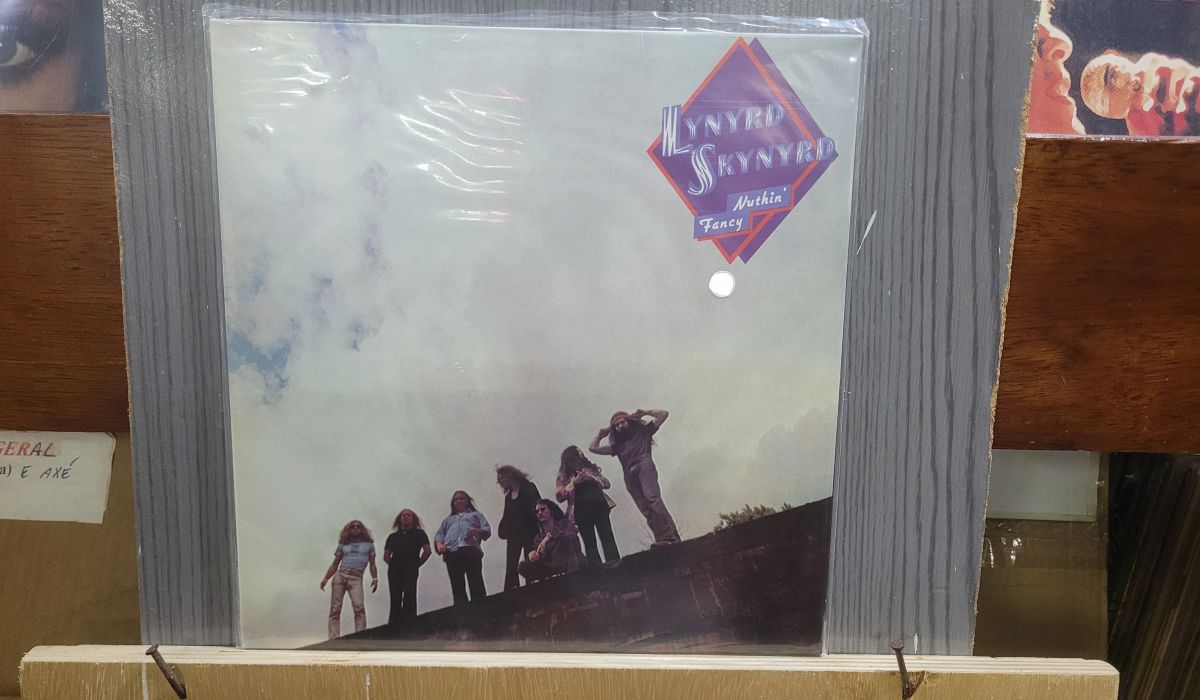 LYNYRD
SKYNYRD
Nuthin'
Fancy
GERAL
a) E AXÉ